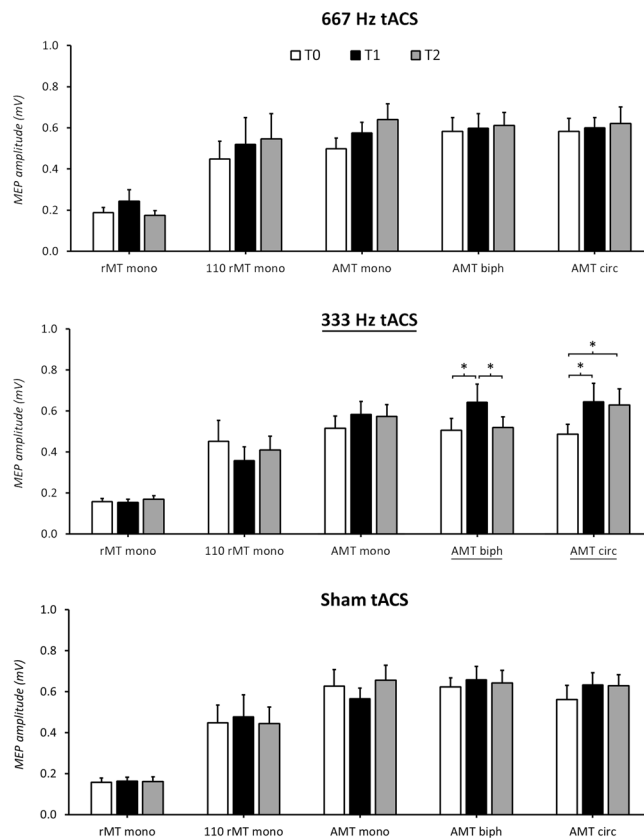 667 Hz tACS
T0 T1 T2
MEP amplitude (mV)
1.0
0.8
0.6
0.4
0.2
0.0
rMT mono 110 rMT mono AMT mono AMT biph AMT circ
333 Hz tACS
MEP amplitude (mV)
1.0
0.8
0.6
0.4
0.2
0.0
* * * *
rMT mono 110 rMT mono AMT mono AMT biph AMT circ
Sham tACS
MEP amplitude (mV)
1.0
0.8
0.6
0.4
0.2
0.0
rMT mono 110 rMT mono AMT mono AMT biph AMT circ